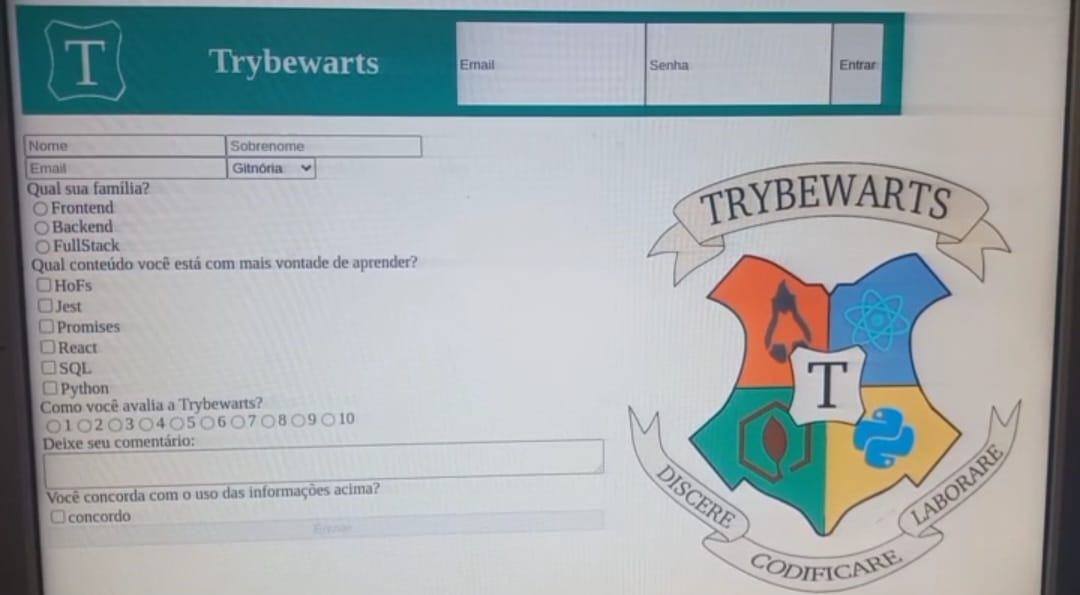 T Trybewarts Email Senha Entrar
Nome Sobrenome
Email Gitnória
Qual sua família?
Frontend
Backend
FullStack
Qual conteúdo você está com mais vontade de aprender?
HoFs
Jest
Promises
React
SQL
Python
Como você avalia a Trybewarts?
1 2 3 4 5 6 7 8 9 10
Deixe seu comentário:
Você concorda com o uso das informações acima?
concordo
Enviar
TRYBEWARTS
T
DISCERE
CODIFICARE
LABORARE